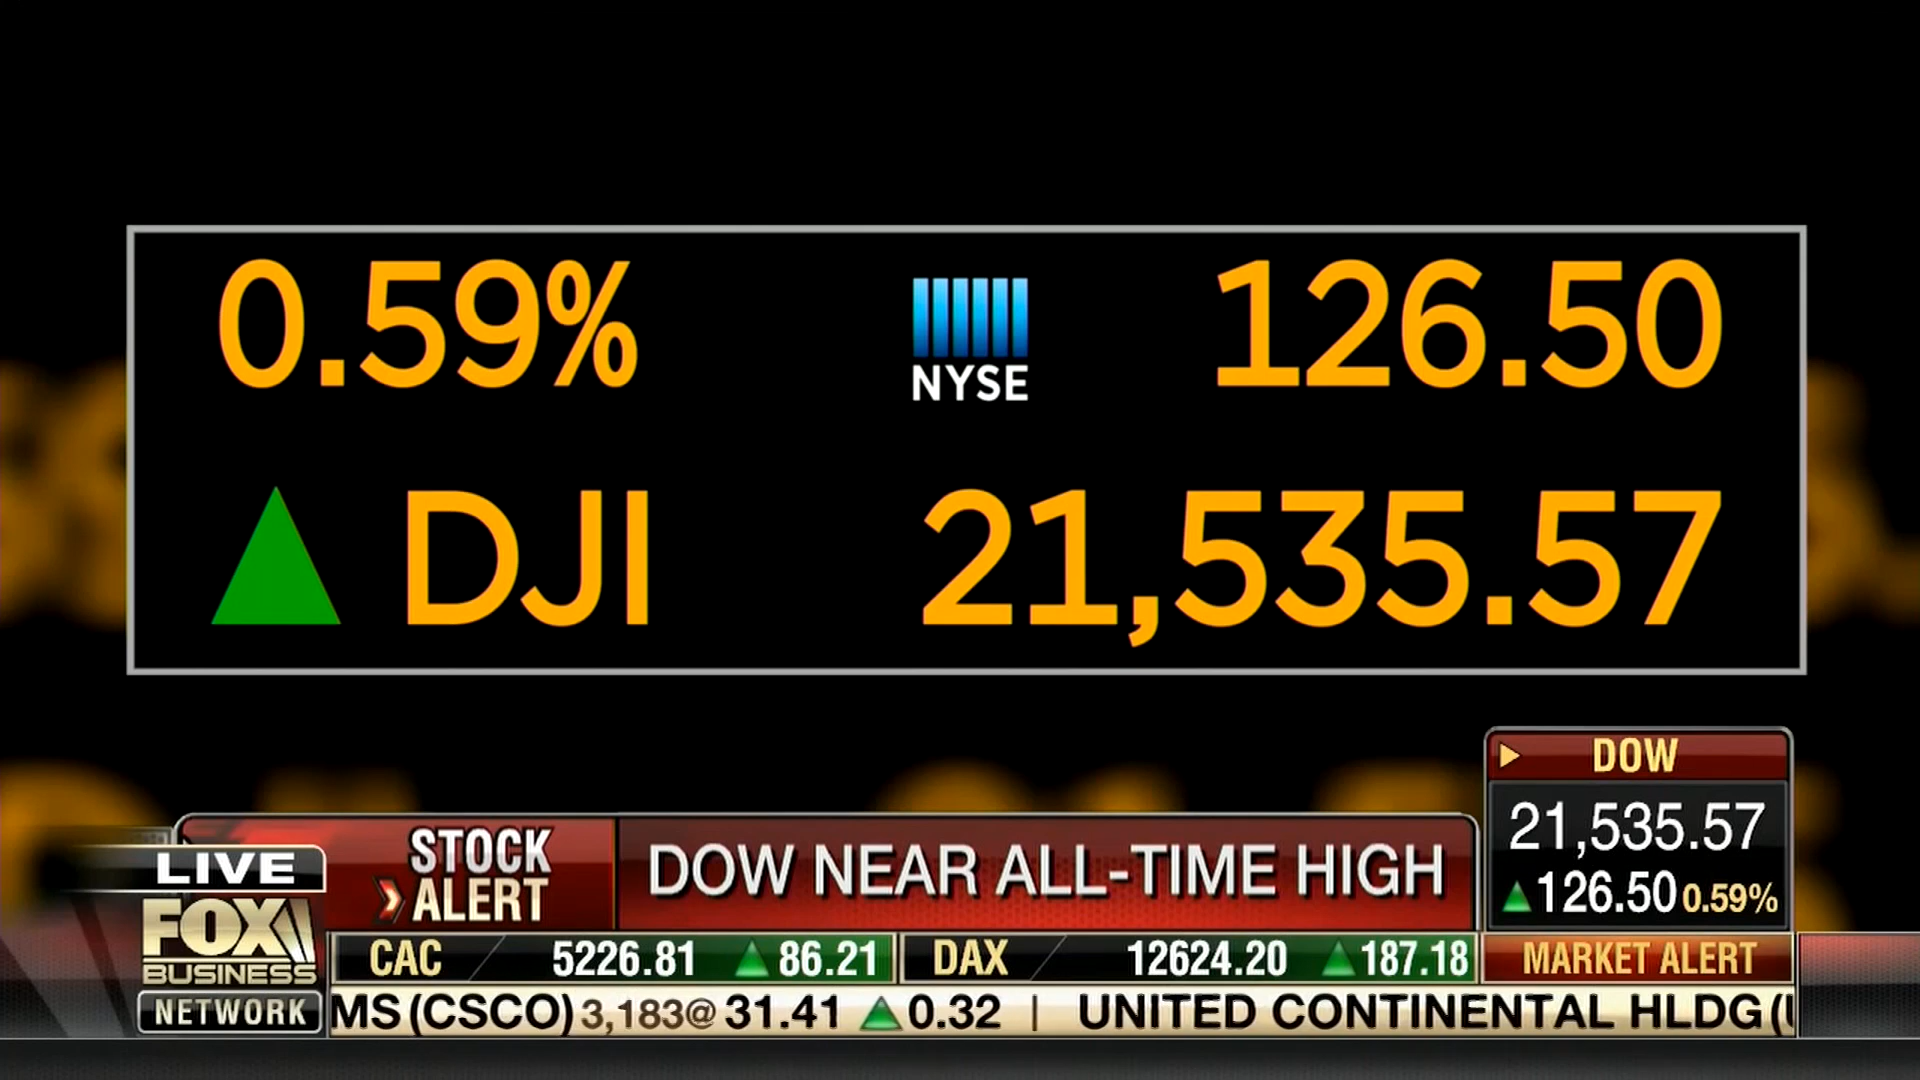 0.59%
NYSE
126.50
▲ DJI
21,535.57
DOW
21,535.57
▲126.50 0.59%
STOCK
ALERT
DOW NEAR ALL-TIME HIGH
LIVE
FOX
BUSINESS
NETWORK
CAC 5226.81 ▲86.21
DAX 12624.20 ▲187.18
MARKET ALERT
MS (CSCO) 3,183@ 31.41 ▲0.32 | UNITED CONTINENTAL HLDG (